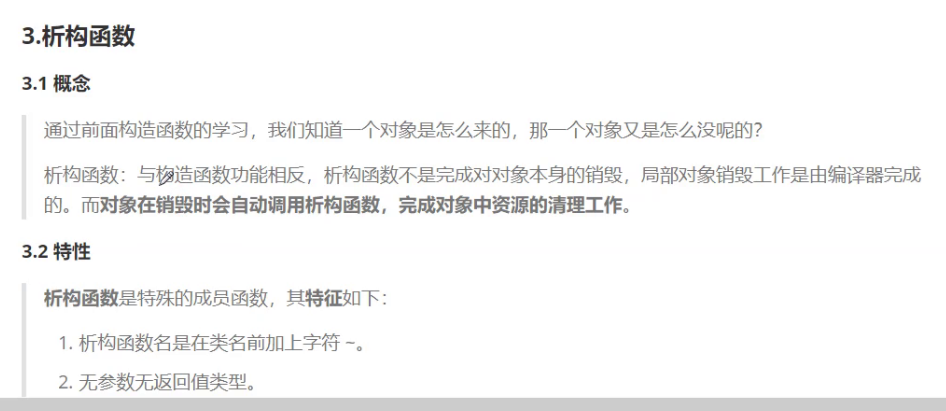 3.析构函数
3.1 概念
通过前面构造函数的学习，我们知道一个对象是怎么来的，那一个对象又是怎么没呢的？
析构函数：与构造函数功能相反，析构函数不是完成对对象本身的销毁，局部对象销毁工作是由编译器完成
的。而对象在销毁时会自动调用析构函数，完成对象中资源的清理工作。
3.2 特性
析构函数是特殊的成员函数，其特征如下：
1. 析构函数名是在类名前加上字符 ~。
2. 无参数无返回值类型。